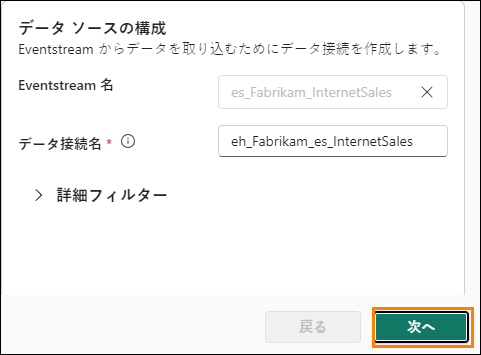 データ ソースの構成
Eventstream からデータを取り込むためにデータ接続を作成します。
Eventstream 名
es_Fabrikam_InternetSales
データ接続名 *
eh_Fabrikam_es_InternetSales
詳細フィルター
戻る
次へ